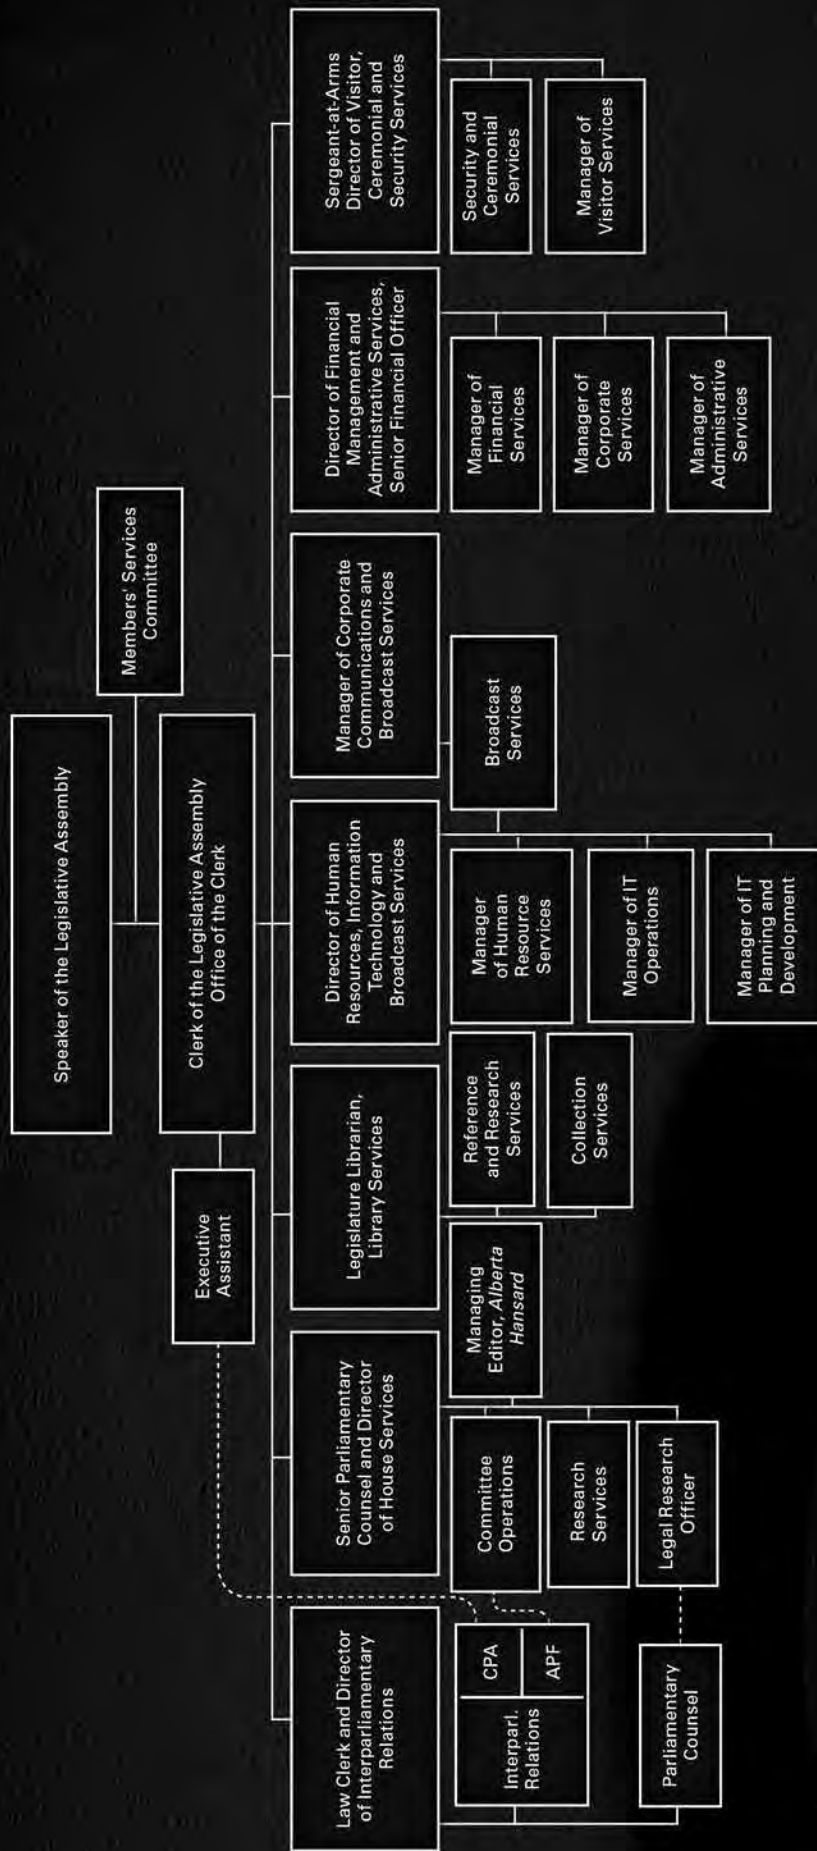 Speaker of the Legislative Assembly
Members' Services
Committee
Clerk of the Legislative Assembly
Office of the Clerk
Executive
Assistant
Law Clerk and Director
of Interparliamentary
Relations
Senior Parliamentary
Counsel and Director
of House Services
Legislature Librarian,
Library Services
Director of Human
Resources, Information
Technology and
Broadcast Services
Manager of Corporate
Communications and
Broadcast Services
Director of Financial
Management and
Administrative Services,
Senior Financial Officer
Sergeant-at-Arms
Director of Visitor,
Ceremonial and
Security Services
Interparl.
Relations
CPA
APF
Parliamentary
Counsel
Committee
Operations
Research
Services
Legal Research
Officer
Managing
Editor, Alberta
Hansard
Reference
and Research
Services
Collection
Services
Manager
of Human
Resource
Services
Manager of IT
Operations
Manager of IT
Planning and
Development
Broadcast
Services
Manager of
Financial
Services
Manager of
Corporate
Services
Manager of
Administrative
Services
Security and
Ceremonial
Services
Manager of
Visitor Services